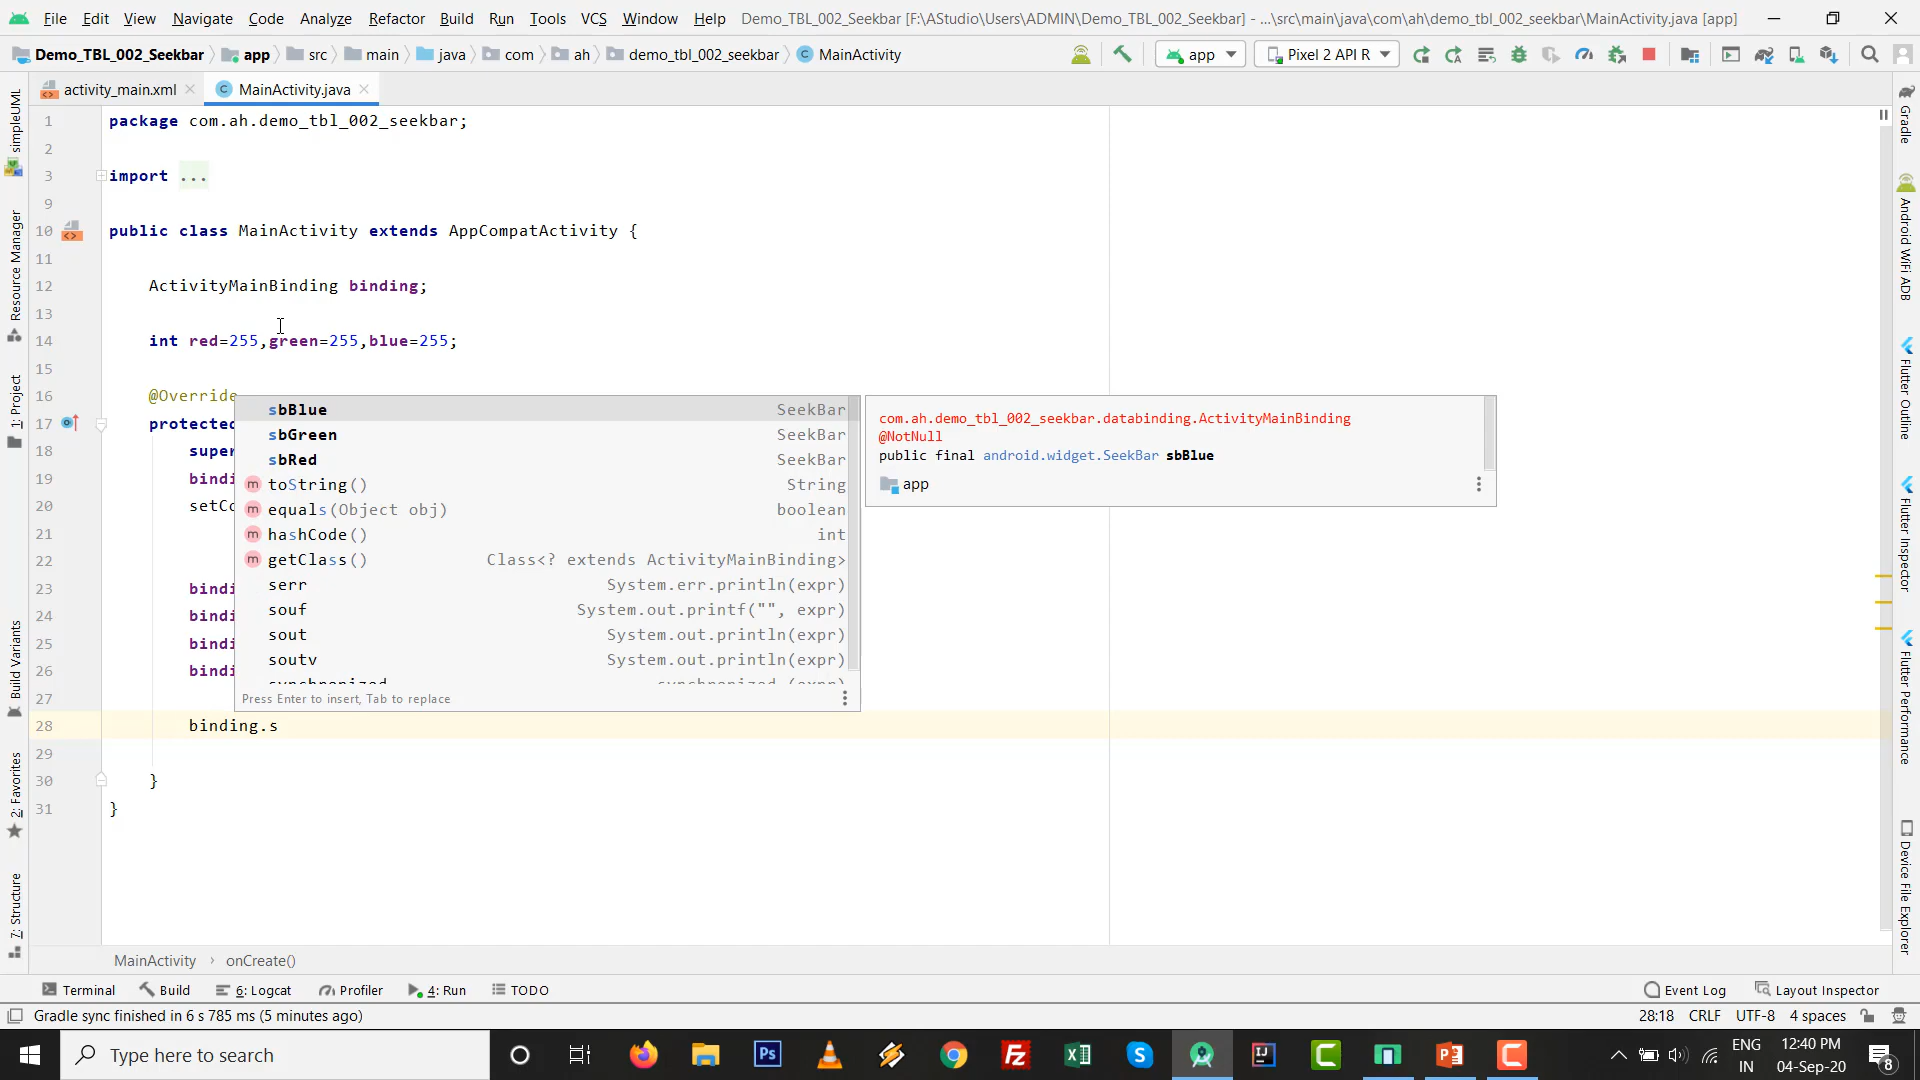 File Edit View Navigate Code Analyze Refactor Build Run Tools VCS Window Help Demo_TBL_002_Seekbar [F:\AStudio\Users\ADMIN\Demo_TBL_002_Seekbar] - ...\src\main\java\com\ah\demo_tbl_002_seekbar\MainActivity.java [app]
Demo_TBL_002_Seekbar app src main java com ah demo_tbl_002_seekbar MainActivity app Pixel 2 API R
activity_main.xml MainActivity.java
1 package com.ah.demo_tbl_002_seekbar;
2
3 import ...
9
10 public class MainActivity extends AppCompatActivity {
11
12 ActivityMainBinding binding;
13
14 int red=255,green=255,blue=255;
15
16 @Override
17 protected
18 super
19 bindi
20 setCo
21
22
23 bindi
24 bindi
25 bindi
26 bindi
27
28 binding.s
29
30 }
31 }
sbBlue SeekBar
sbGreen SeekBar
sbRed SeekBar
m toString() String
m equals(Object obj) boolean
m hashCode() int
m getClass() Class<? extends ActivityMainBinding>
serr System.err.println(expr)
souf System.out.printf("", expr)
sout System.out.println(expr)
soutv System.out.println(expr)
synchronized synchronized (expr)
Press Enter to insert, Tab to replace
com.ah.demo_tbl_002_seekbar.databinding.ActivityMainBinding
@NotNull
public final android.widget.SeekBar sbBlue
app
simpleUML
Resource Manager
1: Project
Build Variants
2: Favorites
7: Structure
Gradle
Android WiFi ADB
Flutter Outline
Flutter Inspector
Flutter Performance
Device File Explorer
MainActivity › onCreate()
Terminal Build 6: Logcat Profiler 4: Run TODO Event Log Layout Inspector
Gradle sync finished in 6 s 785 ms (5 minutes ago) 28:18 CRLF UTF-8 4 spaces
Type here to search
ENG
IN
12:40 PM
04-Sep-20
8